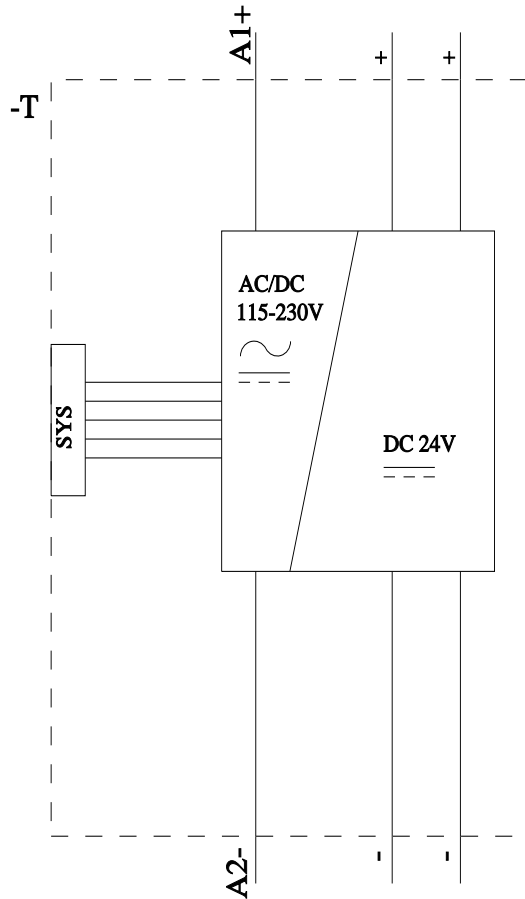 A1+
+
+
-T
AC/DC
115-230V
SYS
DC 24V
A2-
-
-